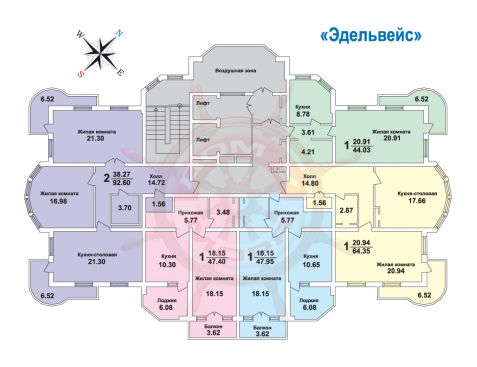 «Эдельвейс»
N
W
E
S
Воздушная зона
6.52
Лифт
Кухня
8.78
6.52
Жилая комната
21.30
Лифт
3.61
4.21
1 20.91
44.03
Жилая комната
20.91
2 38.27
92.60
Холл
14.72
Холл
14.80
Жилая комната
16.98
3.70
1.56
3.48
1.56
2.87
Кухня-столовая
17.66
Прихожая
5.77
Прихожая
5.77
Кухня-столовая
21.30
Кухня
10.30
1 18.15
47.40
1 18.15
47.95
Кухня
10.65
1 20.94
64.35
Жилая комната
20.94
Жилая комната
18.15
Жилая комната
18.15
6.52
6.52
Лоджия
6.08
Лоджия
6.08
Балкон
3.62
Балкон
3.62